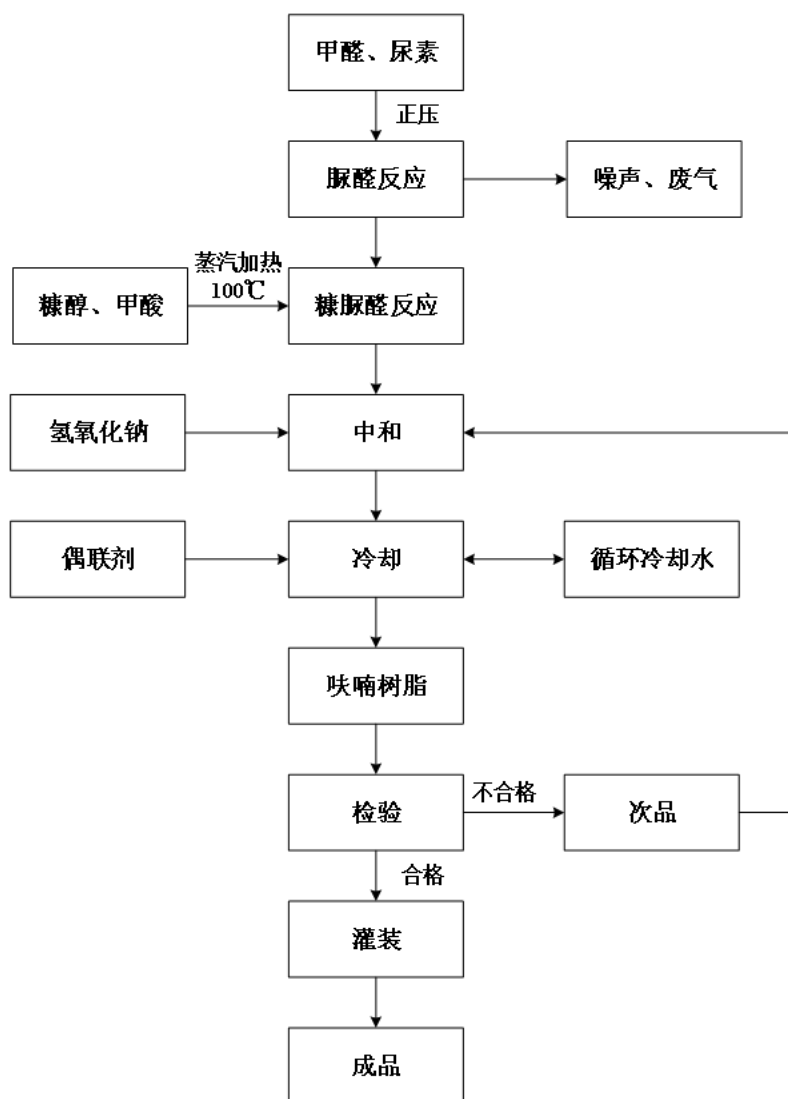 甲醛、尿素
正压
脲醛反应
噪声、废气
蒸汽加热
100℃
糠醇、甲酸
糠脲醛反应
氢氧化钠
中和
偶联剂
冷却
循环冷却水
呋喃树脂
检验
不合格
次品
合格
灌装
成品